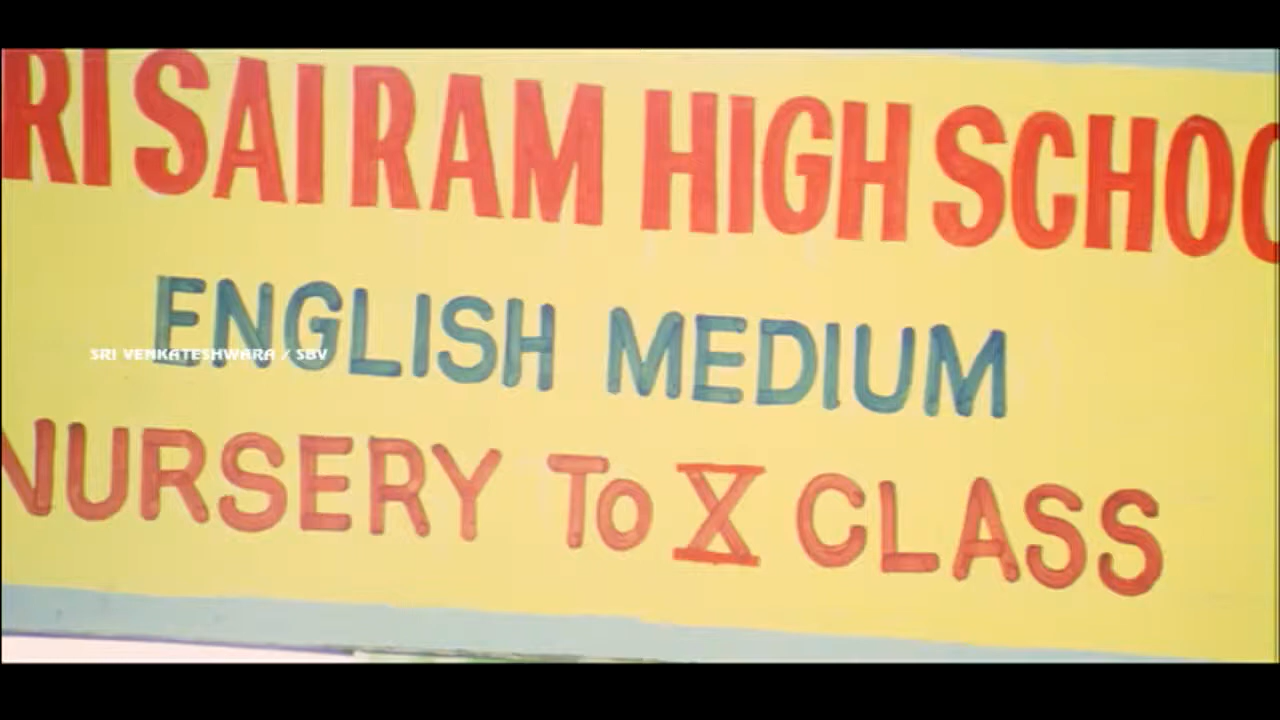 RI SAI RAM HIGH SCHOO
ENGLISH MEDIUM
SRI VENKATESHWARA / SBV
NURSERY To X CLASS